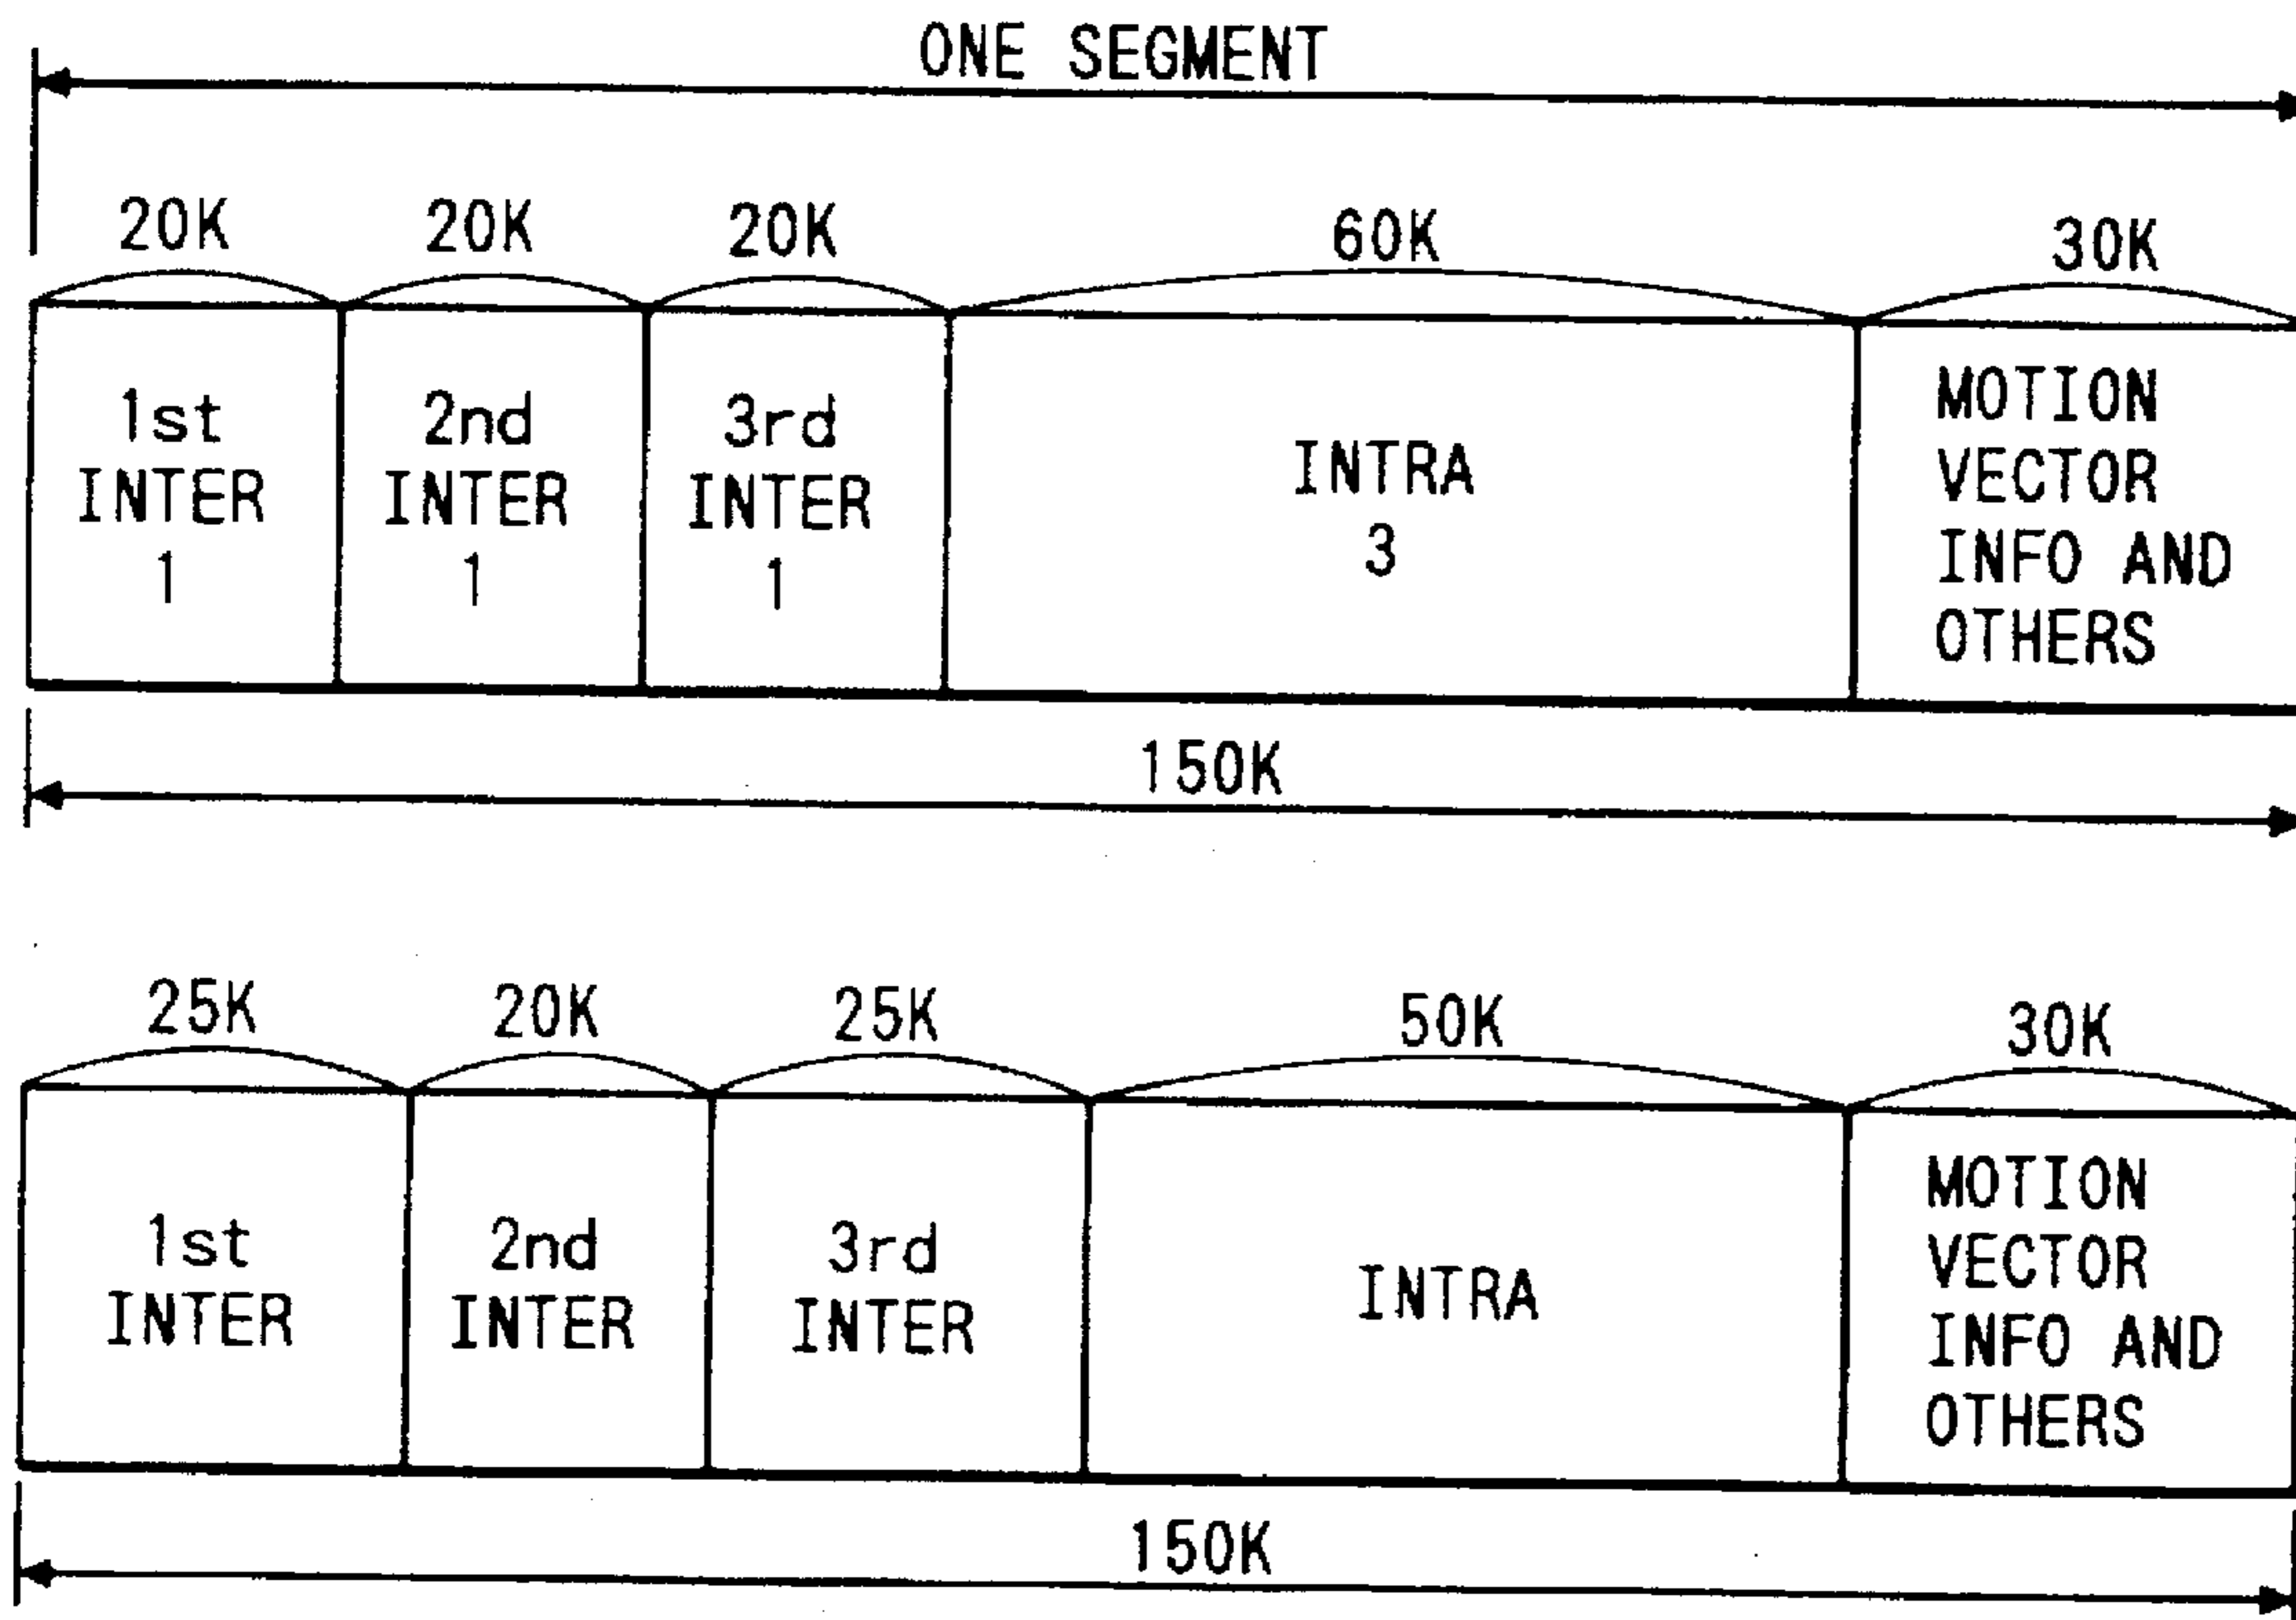 ONE SEGMENT
20K 20K 20K 60K 30K
1st
INTER
1
2nd
INTER
1
3rd
INTER
1
INTRA
3
MOTION
VECTOR
INFO AND
OTHERS
150K
25K 20K 25K 50K 30K
1st
INTER
2nd
INTER
3rd
INTER
INTRA
MOTION
VECTOR
INFO AND
OTHERS
150K